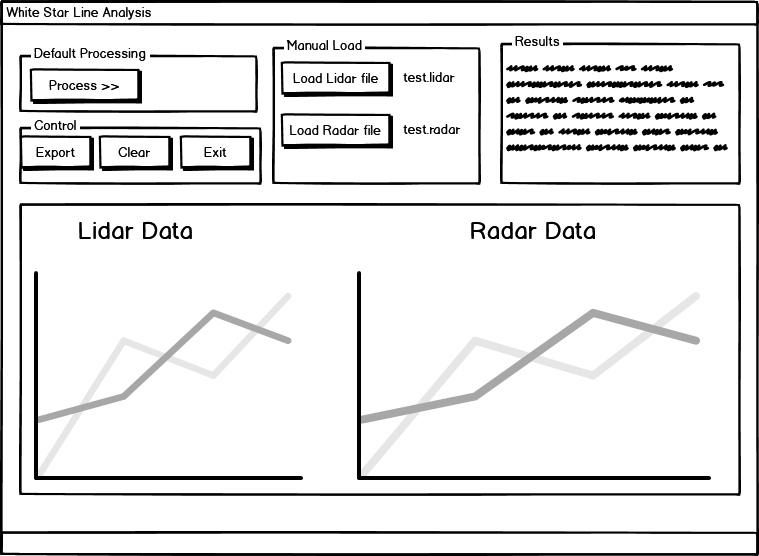 White Star Line Analysis
Default Processing
Process >>
Control
Export
Clear
Exit
Manual Load
Load Lidar file
test.lidar
Load Radar file
test.radar
Results
Lidar Data
Radar Data